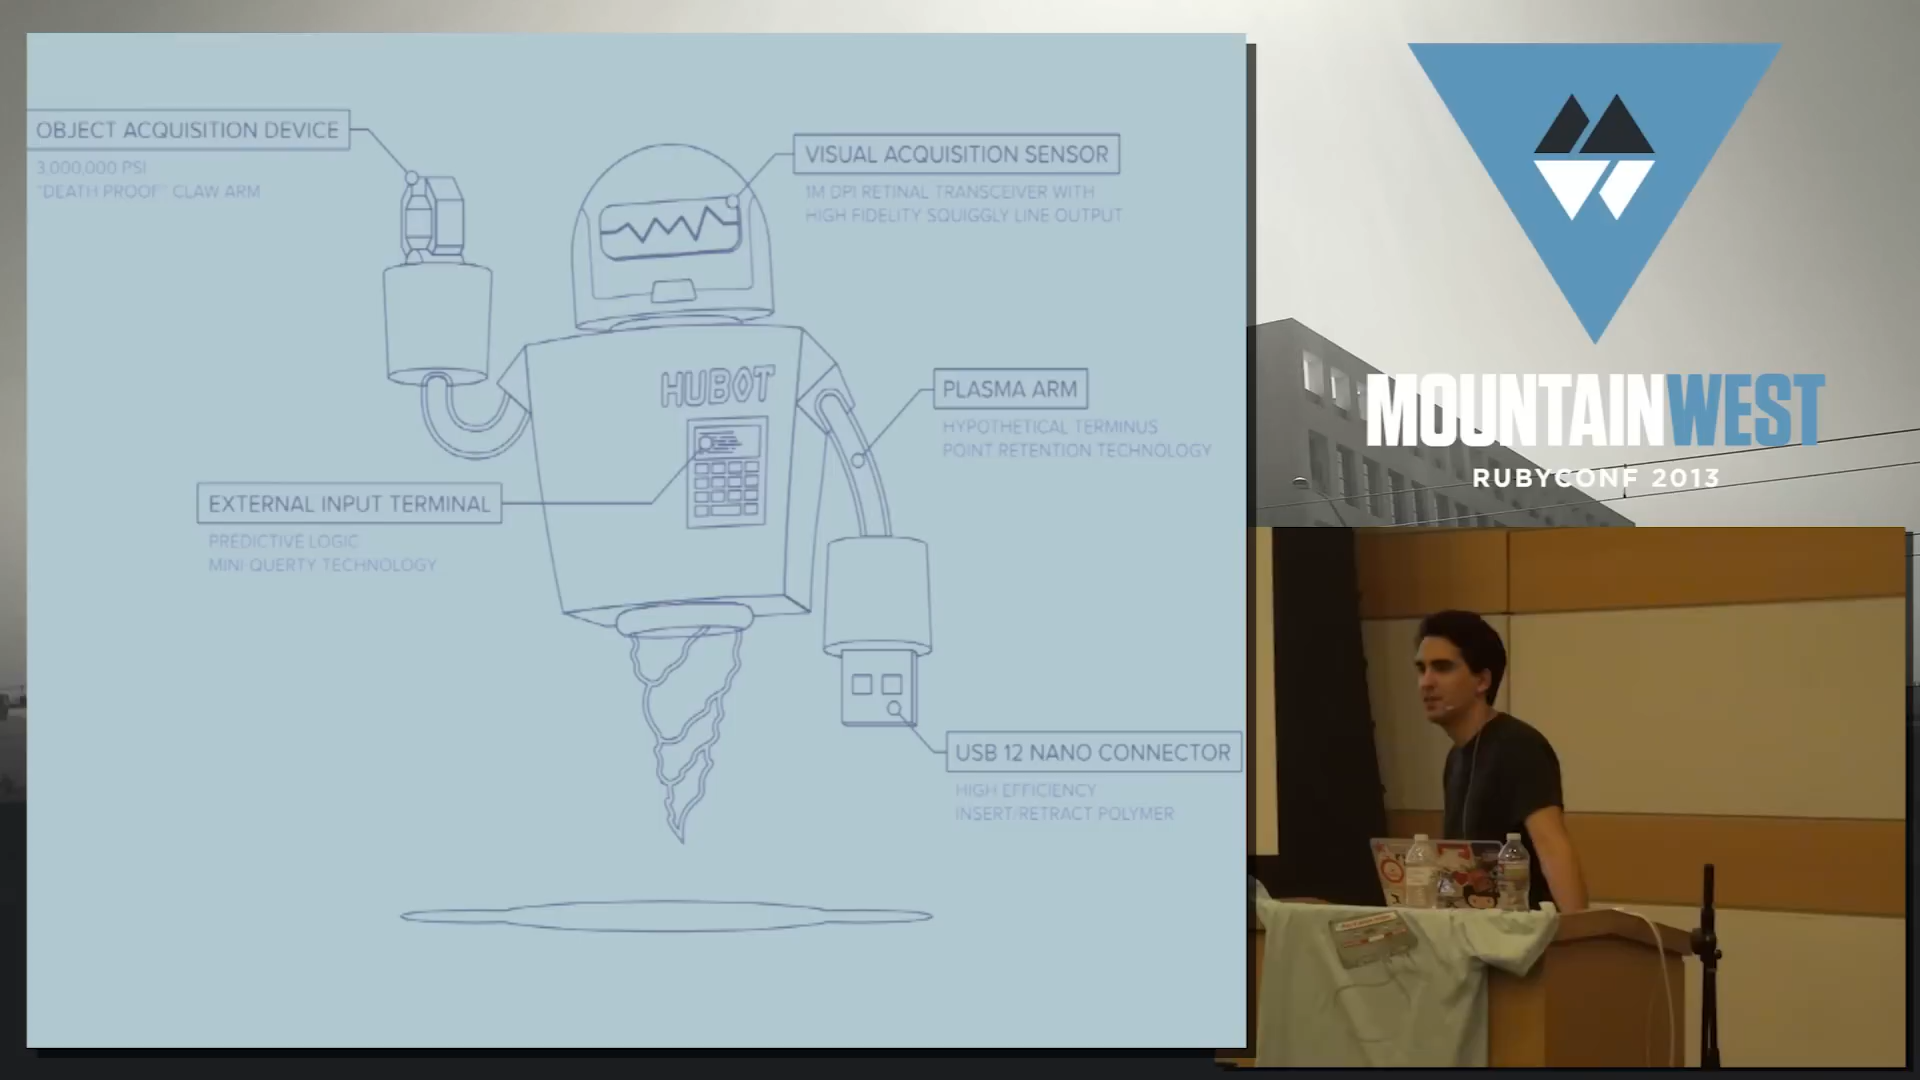 OBJECT ACQUISITION DEVICE
3,000,000 PSI
"DEATH PROOF" CLAW ARM
VISUAL ACQUISITION SENSOR
1M DPI RETINAL TRANSCEIVER WITH
HIGH FIDELITY SQUIGGLY LINE OUTPUT
HUBOT
PLASMA ARM
HYPOTHETICAL TERMINUS
POINT RETENTION TECHNOLOGY
EXTERNAL INPUT TERMINAL
PREDICTIVE LOGIC
MINI QUERTY TECHNOLOGY
USB 12 NANO CONNECTOR
HIGH EFFICIENCY
INSERT/RETRACT POLYMER
MOUNTAINWEST
RUBYCONF 2013